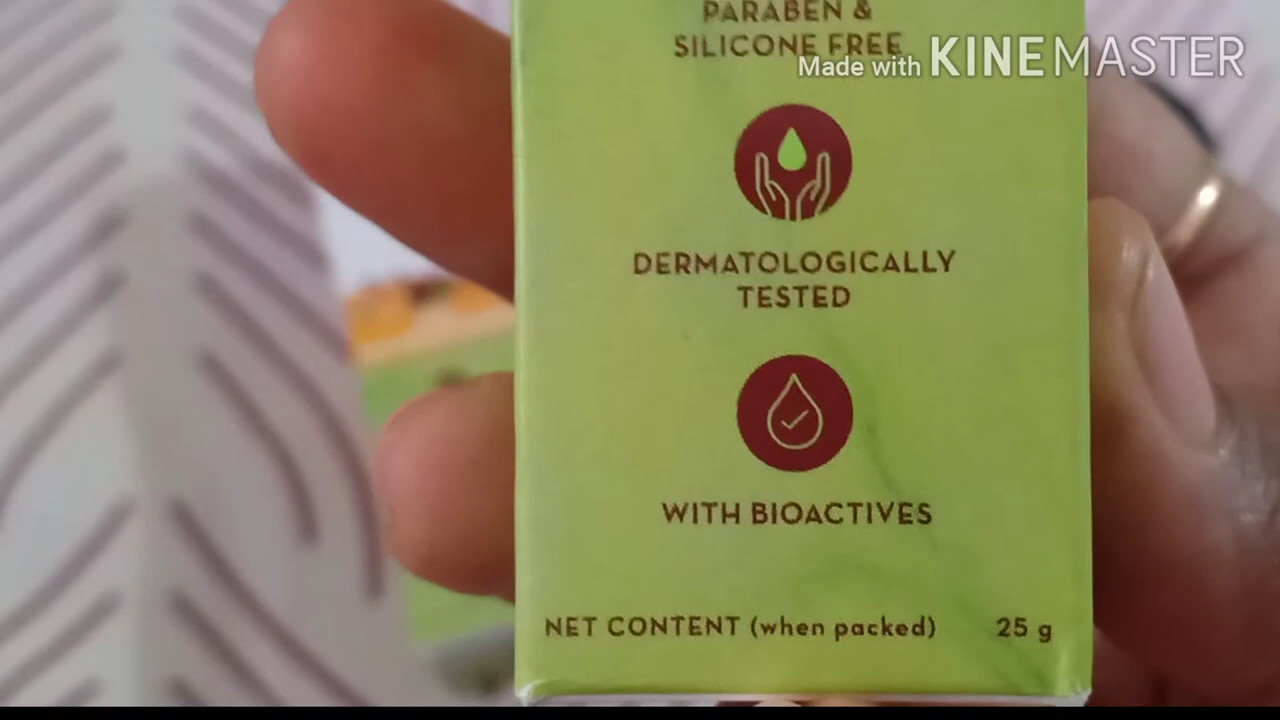 PARABEN &
SILICONE FREE
Made with KINEMASTER
DERMATOLOGICALLY
TESTED
WITH BIOACTIVES
NET CONTENT (when packed) 25 g